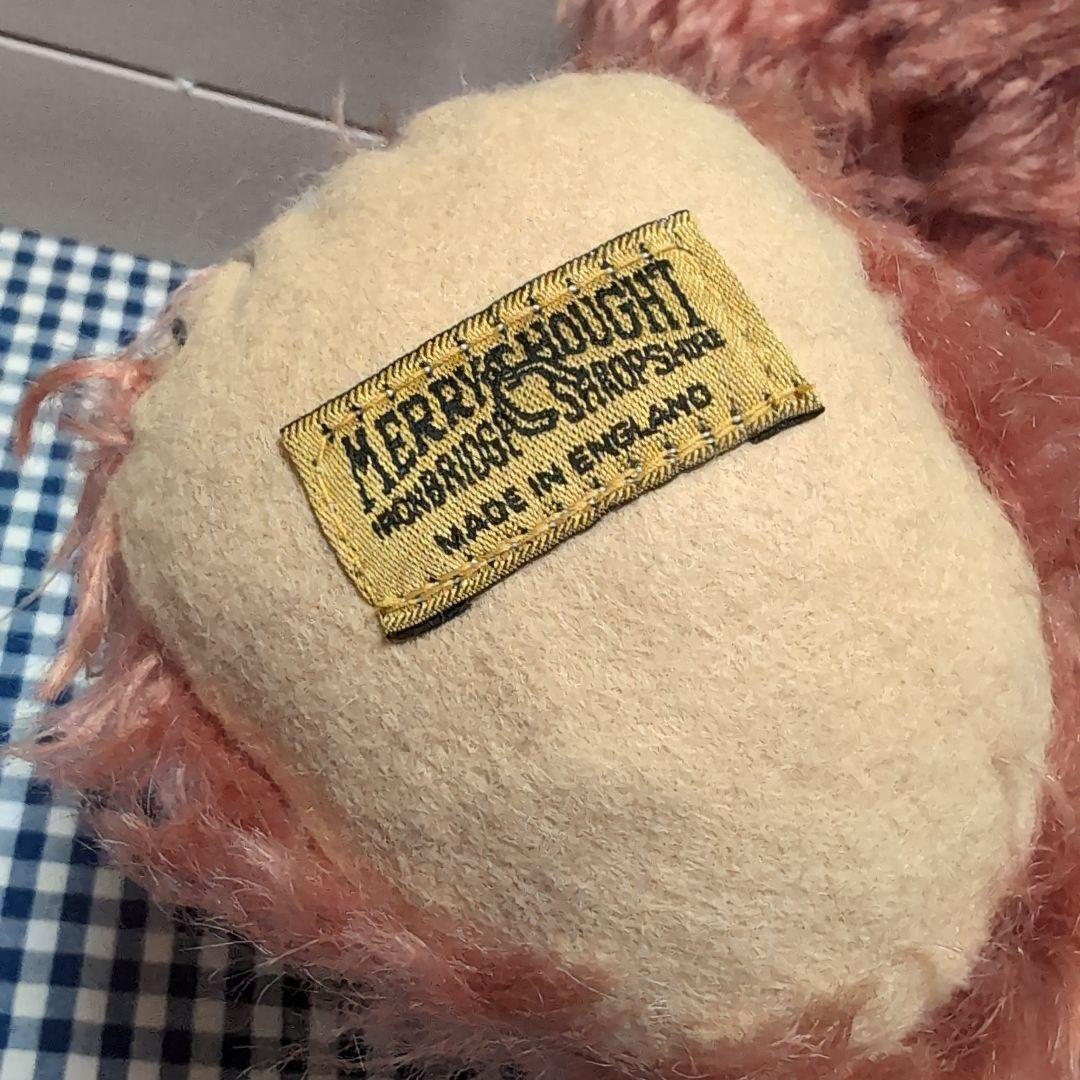 MERRYTHOUGHT
IRONBRIDGE SHROPSHIRE
MADE IN ENGLAND